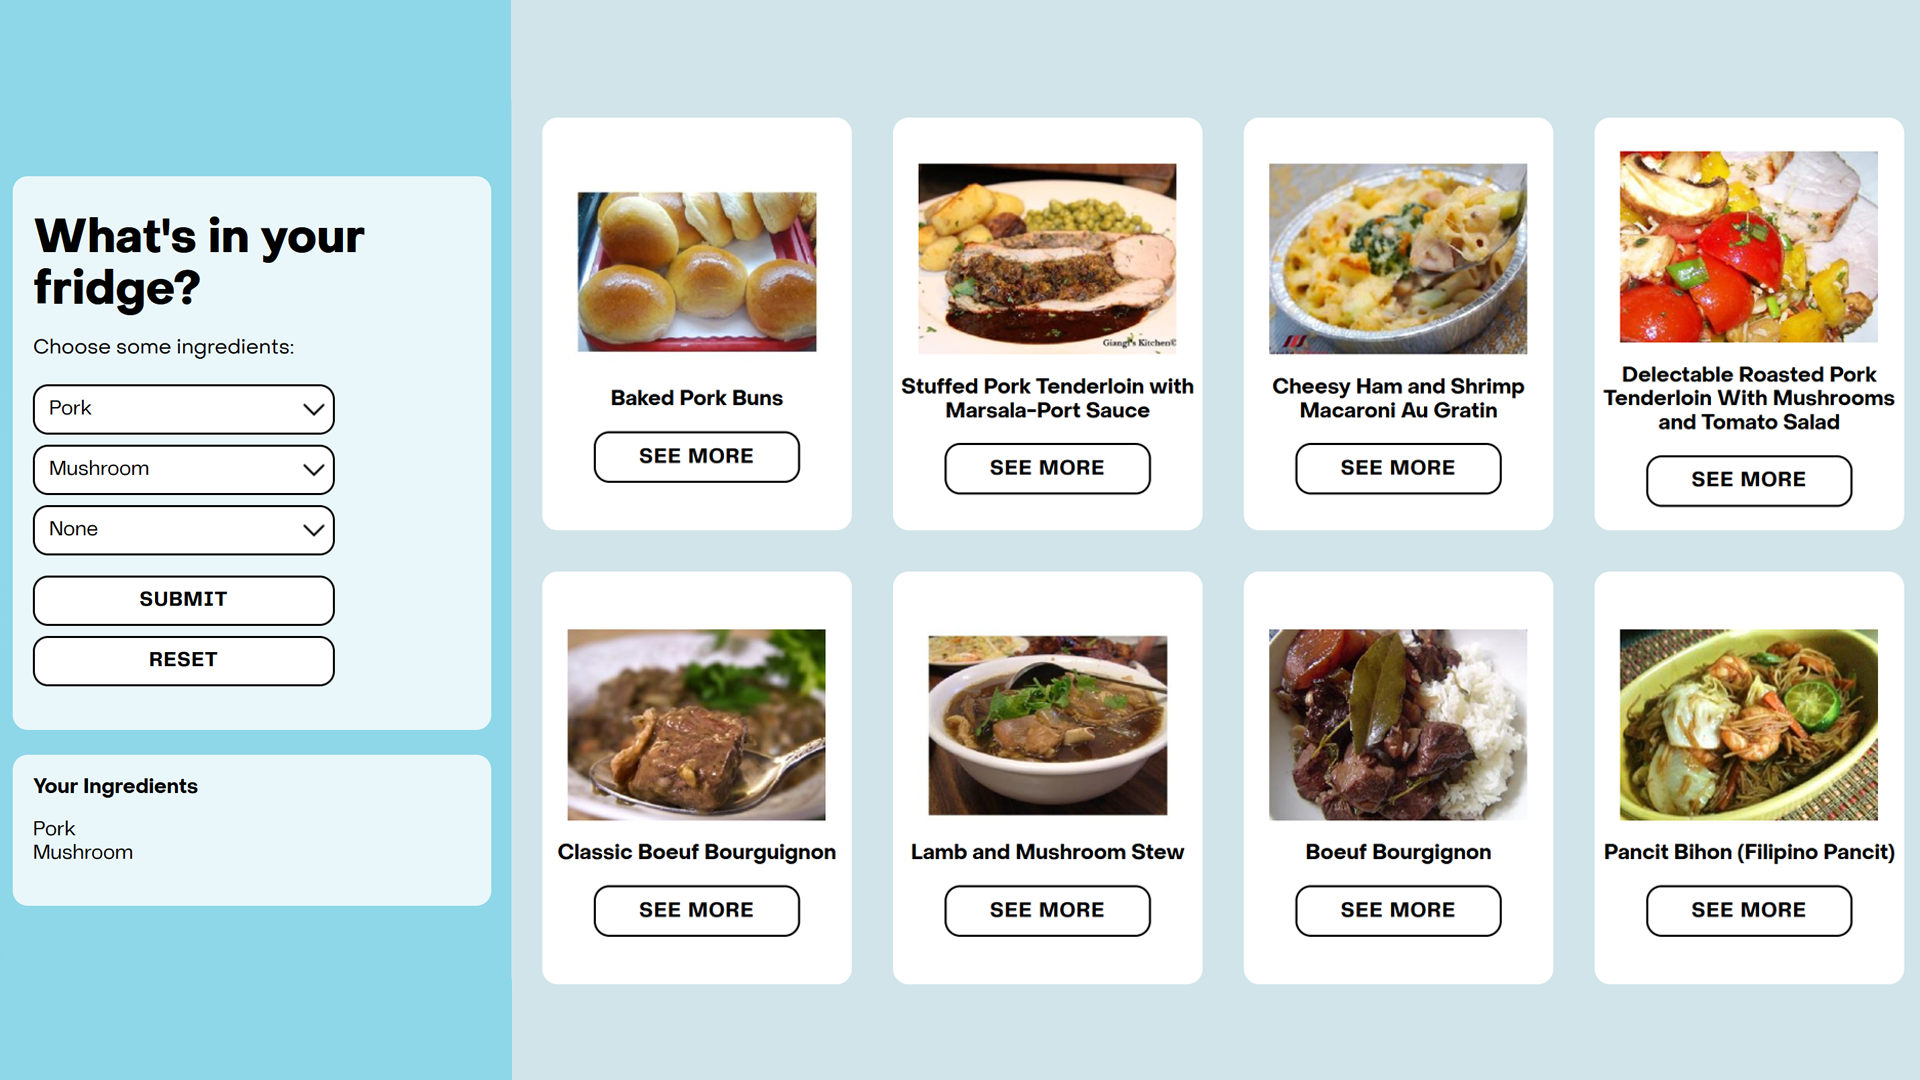 What's in your
fridge?
Choose some ingredients:
Pork
Mushroom
None
SUBMIT
RESET
Your Ingredients
Pork
Mushroom
Baked Pork Buns
SEE MORE
Giangi's Kitchen©
Stuffed Pork Tenderloin with
Marsala-Port Sauce
SEE MORE
Cheesy Ham and Shrimp
Macaroni Au Gratin
SEE MORE
Delectable Roasted Pork
Tenderloin With Mushrooms
and Tomato Salad
SEE MORE
Classic Boeuf Bourguignon
SEE MORE
Lamb and Mushroom Stew
SEE MORE
Boeuf Bourgignon
SEE MORE
Pancit Bihon (Filipino Pancit)
SEE MORE